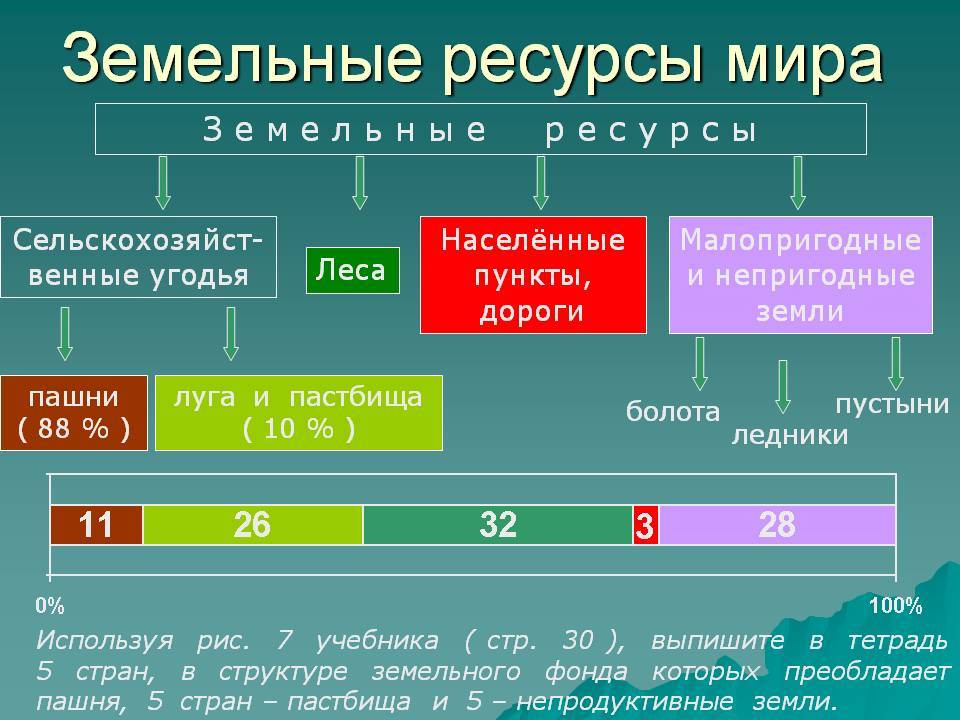 Земельные ресурсы мира
Земельные ресурсы
Сельскохозяйст-
венные угодья
Леса
Населённые
пункты,
дороги
Малопригодные
и непригодные
земли
пашни
( 88 % )
луга и пастбища
( 10 % )
болота
ледники
пустыни
11 26 32 3 28
0% 100%
Используя рис. 7 учебника ( стр. 30 ), выпишите в тетрадь
5 стран, в структуре земельного фонда которых преобладает
пашня, 5 стран – пастбища и 5 – непродуктивные земли.